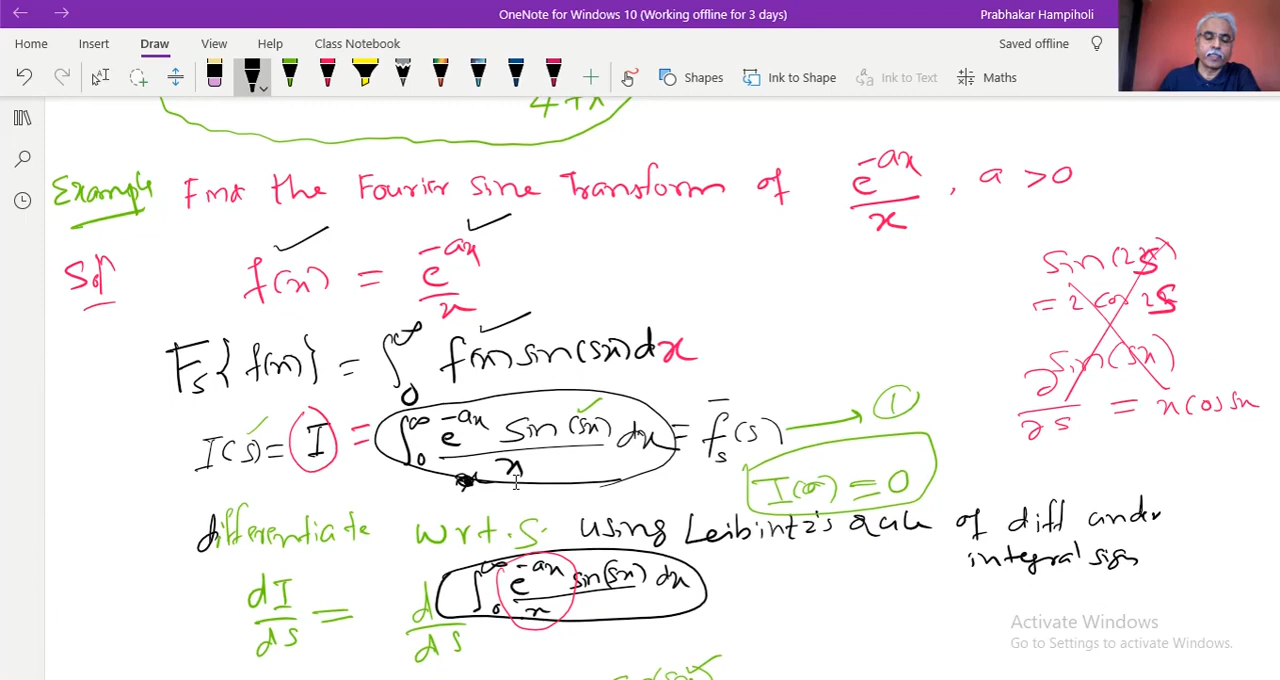 OneNote for Windows 10 (Working offline for 3 days)
Prabhakar Hampiholi
Home Insert Draw View Help Class Notebook
Saved offline
Shapes Ink to Shape Ink to Text Maths
4+x
Example Find the Fourier Sine Transform of e^{-ax}/x , a > 0
Sol f(x) = e^{-ax}/x
F_s{f(x)} = ∫_0^∞ f(x) sin(sx) dx
I(s) = I = ∫_0^∞ e^{-ax} sin(sx)/x dx = f̄_s(s) → ①
I(0) = 0
differentiate w.r.t. s. using Leibintz's Rule of diff under
integral sign
dI/ds = d/ds ∫_0^∞ e^{-ax}/x sin(sx) dx
sin(2s)
= 2 cos 2s
∂/∂s sin(sx) = x cos sx
Activate Windows
Go to Settings to activate Windows.